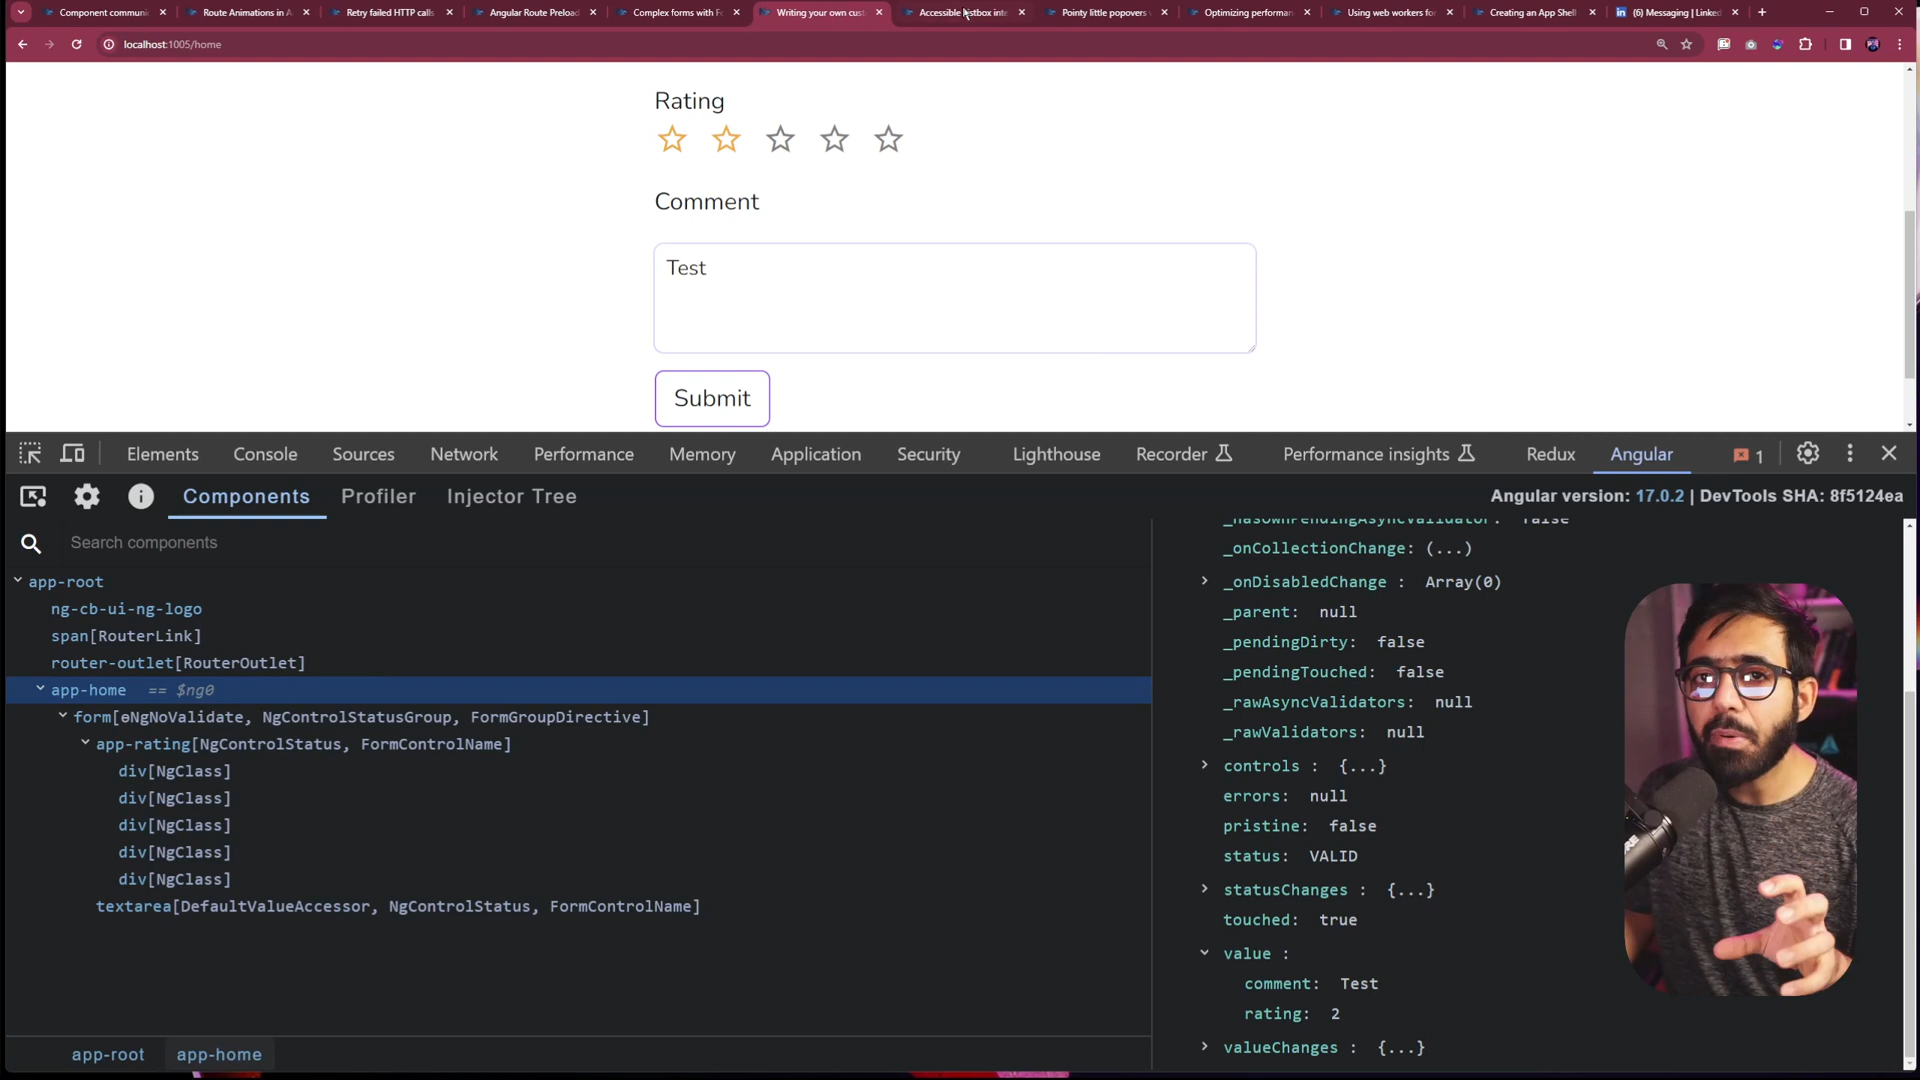 Component communi
Route Animations in A
Retry failed HTTP calls
Angular Route Preload
Complex forms with F
Writing your own cus
Accessible listbox inte
Pointy little popovers
Optimizing performan
Using web workers fo
Creating an App Shell
(6) Messaging | Linked
localhost:1005/home
Rating
Comment
Test
Submit
Elements Console Sources Network Performance Memory Application Security Lighthouse Recorder Performance insights Redux Angular 1
Components Profiler Injector Tree
Angular version: 17.0.2 | DevTools SHA: 8f5124ea
Search components
app-root
ng-cb-ui-ng-logo
span[RouterLink]
router-outlet[RouterOutlet]
app-home == $ng0
form[ɵNgNoValidate, NgControlStatusGroup, FormGroupDirective]
app-rating[NgControlStatus, FormControlName]
div[NgClass]
div[NgClass]
div[NgClass]
div[NgClass]
div[NgClass]
textarea[DefaultValueAccessor, NgControlStatus, FormControlName]
app-root app-home
_hasOwnPendingAsyncValidator: false
_onCollectionChange: (...)
_onDisabledChange : Array(0)
_parent: null
_pendingDirty: false
_pendingTouched: false
_rawAsyncValidators: null
_rawValidators: null
controls : {...}
errors: null
pristine: false
status: VALID
statusChanges : {...}
touched: true
value :
comment: Test
rating: 2
valueChanges : {...}